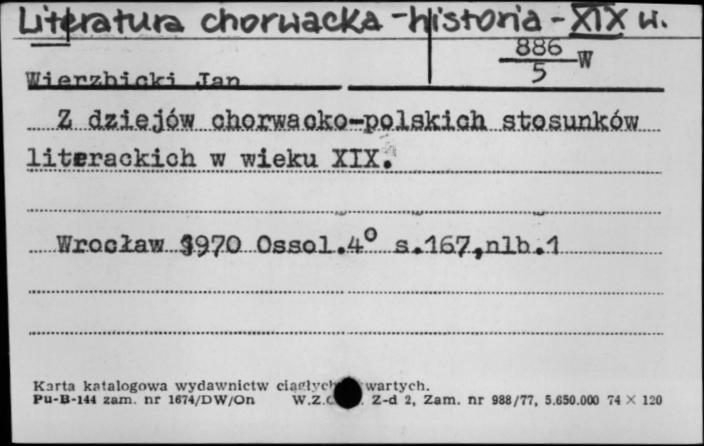 Literatura chorwacka - historia - XIX w.
886
5 W
Wierzbicki Jan
Z dziejów chorwacko-polskich stosunków
literackich w wieku XIX.
Wrocław 1970 Ossol.4° s.167,nlb.1
Karta katalogowa wydawnictw ciągłych wartych.
Pu-B-144 zam. nr 1674/DW/On W.Z. Z-d 2, Zam. nr 988/77, 5.650.000 74 × 120